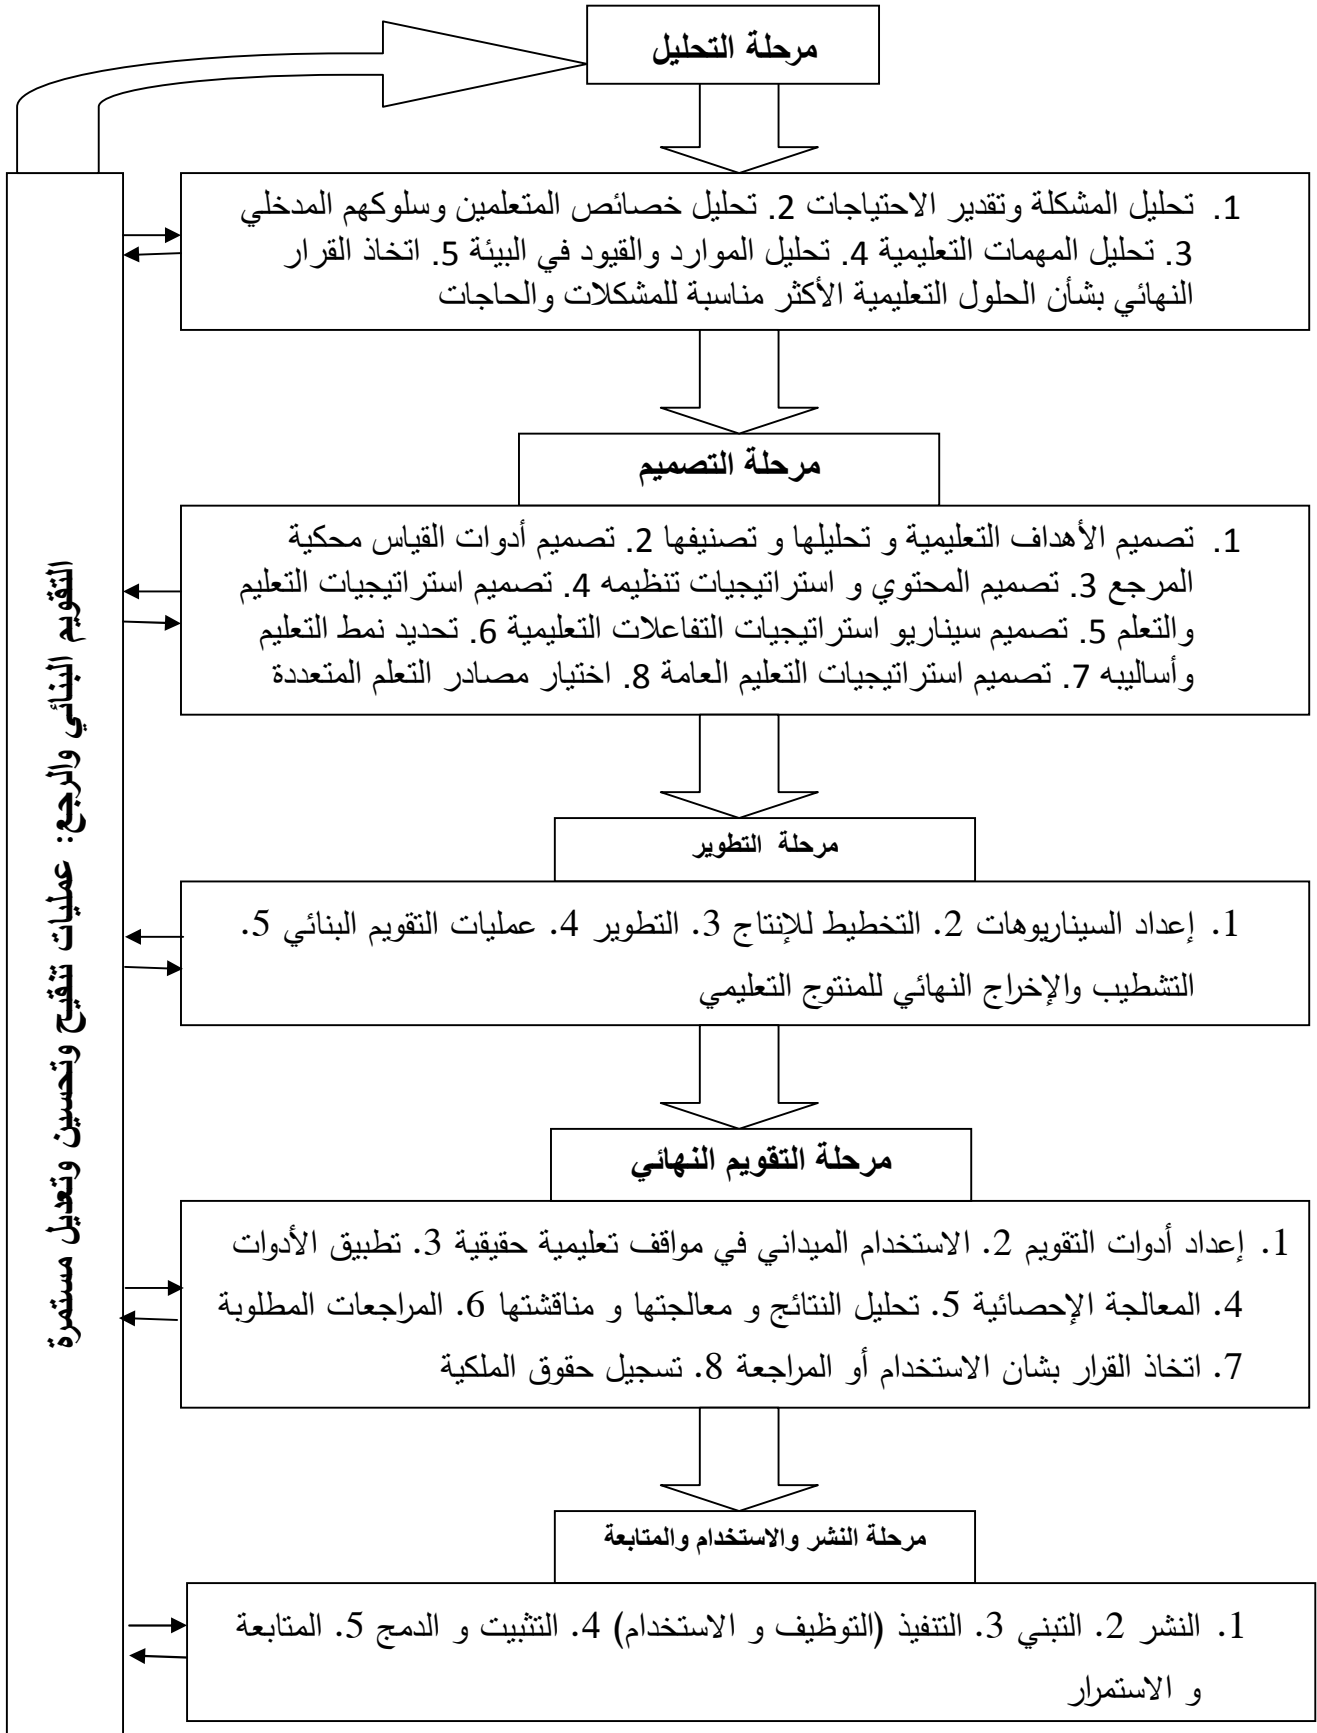 مرحلة التحليل
1. تحليل المشكلة وتقدير الاحتياجات 2. تحليل خصائص المتعلمين وسلوكهم المدخلي
3. تحليل المهمات التعليمية 4. تحليل الموارد والقيود في البيئة 5. اتخاذ القرار
النهائي بشأن الحلول التعليمية الأكثر مناسبة للمشكلات والحاجات
مرحلة التصميم
1. تصميم الأهداف التعليمية و تحليلها و تصنيفها 2. تصميم أدوات القياس محكية
المرجع 3. تصميم المحتوي و استراتيجيات تنظيمه 4. تصميم استراتيجيات التعليم
والتعلم 5. تصميم سيناريو استراتيجيات التفاعلات التعليمية 6. تحديد نمط التعليم
وأساليبه 7. تصميم استراتيجيات التعليم العامة 8. اختيار مصادر التعلم المتعددة
مرحلة التطوير
1. إعداد السيناريوهات 2. التخطيط للإنتاج 3. التطوير 4. عمليات التقويم البنائي 5.
التشطيب والإخراج النهائي للمنتوج التعليمي
مرحلة التقويم النهائي
1. إعداد أدوات التقويم 2. الاستخدام الميداني في مواقف تعليمية حقيقية 3. تطبيق الأدوات
4. المعالجة الإحصائية 5. تحليل النتائج و معالجتها و مناقشتها 6. المراجعات المطلوبة
7. اتخاذ القرار بشان الاستخدام أو المراجعة 8. تسجيل حقوق الملكية
مرحلة النشر والاستخدام والمتابعة
1. النشر 2. التبني 3. التنفيذ (التوظيف و الاستخدام) 4. التثبيت و الدمج 5. المتابعة
و الاستمرار
التقويم البنائي والرجع: عمليات تنقيح وتحسين وتعديل مستمرة